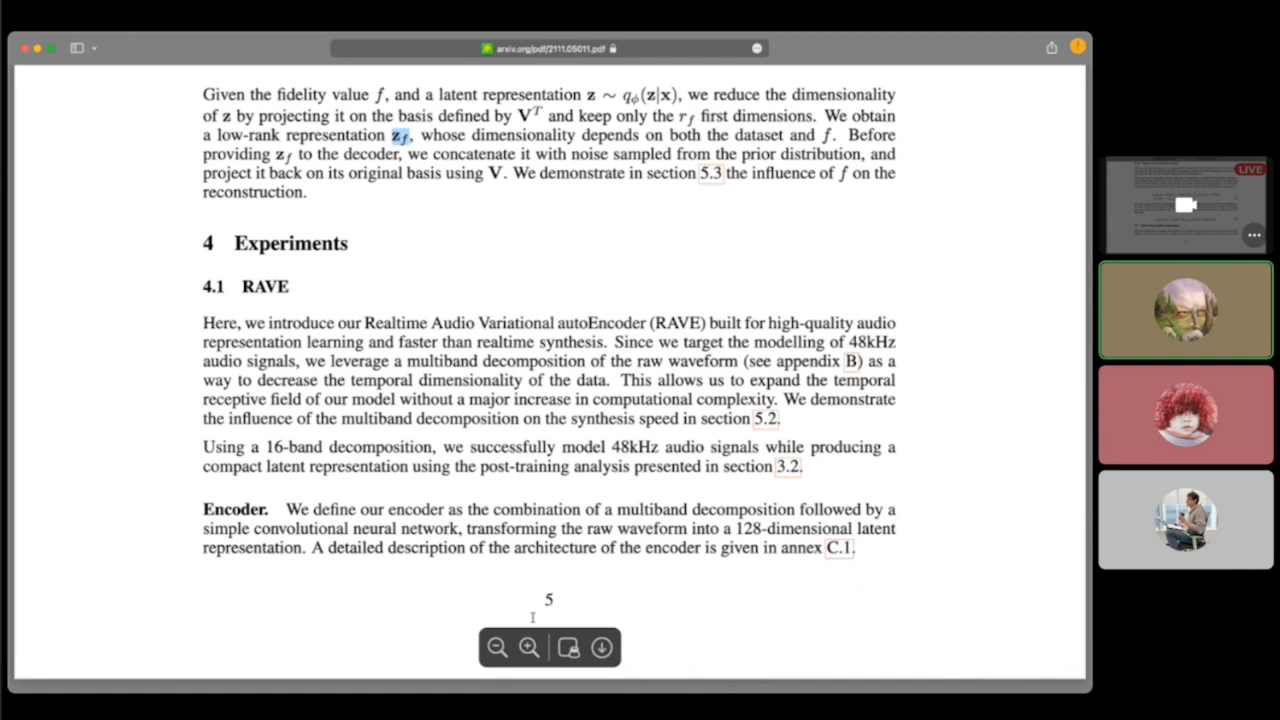 arxiv.org/pdf/2111.05011.pdf
Given the fidelity value f, and a latent representation z ∼ qϕ(z|x), we reduce the dimensionality
of z by projecting it on the basis defined by Vᵀ and keep only the r_f first dimensions. We obtain
a low-rank representation z_f, whose dimensionality depends on both the dataset and f. Before
providing z_f to the decoder, we concatenate it with noise sampled from the prior distribution, and
project it back on its original basis using V. We demonstrate in section 5.3 the influence of f on the
reconstruction.
4 Experiments
4.1 RAVE
Here, we introduce our Realtime Audio Variational autoEncoder (RAVE) built for high-quality audio
representation learning and faster than realtime synthesis. Since we target the modelling of 48kHz
audio signals, we leverage a multiband decomposition of the raw waveform (see appendix B) as a
way to decrease the temporal dimensionality of the data. This allows us to expand the temporal
receptive field of our model without a major increase in computational complexity. We demonstrate
the influence of the multiband decomposition on the synthesis speed in section 5.2.
Using a 16-band decomposition, we successfully model 48kHz audio signals while producing a
compact latent representation using the post-training analysis presented in section 3.2.
Encoder. We define our encoder as the combination of a multiband decomposition followed by a
simple convolutional neural network, transforming the raw waveform into a 128-dimensional latent
representation. A detailed description of the architecture of the encoder is given in annex C.1.
5
LIVE